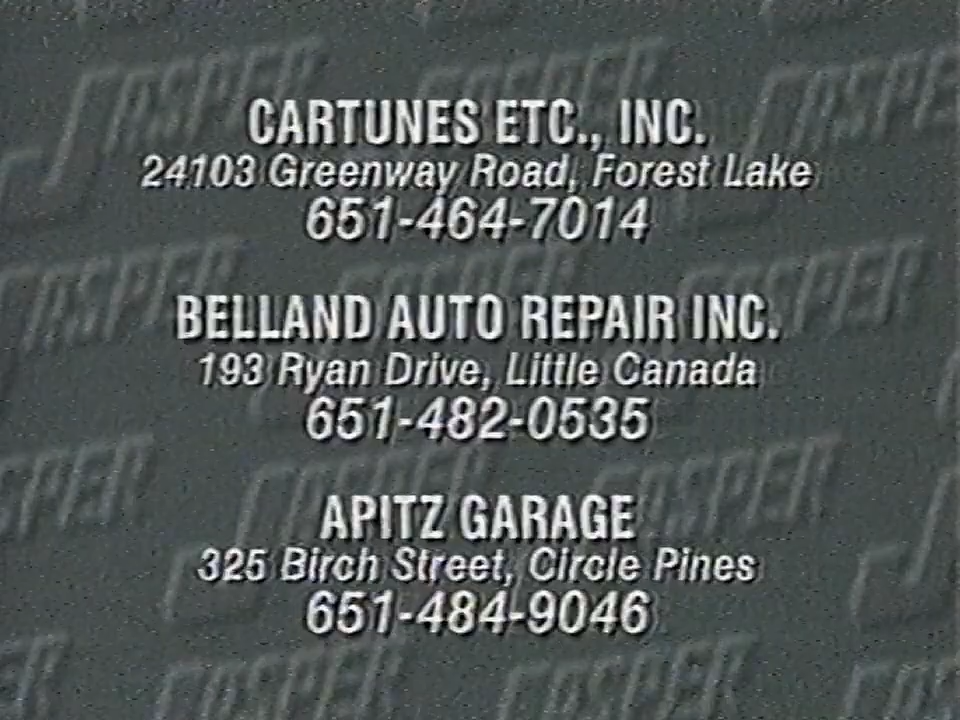 CARTUNES ETC., INC.
24103 Greenway Road, Forest Lake
651-464-7014
BELLAND AUTO REPAIR INC.
193 Ryan Drive, Little Canada
651-482-0535
APITZ GARAGE
325 Birch Street, Circle Pines
651-484-9046